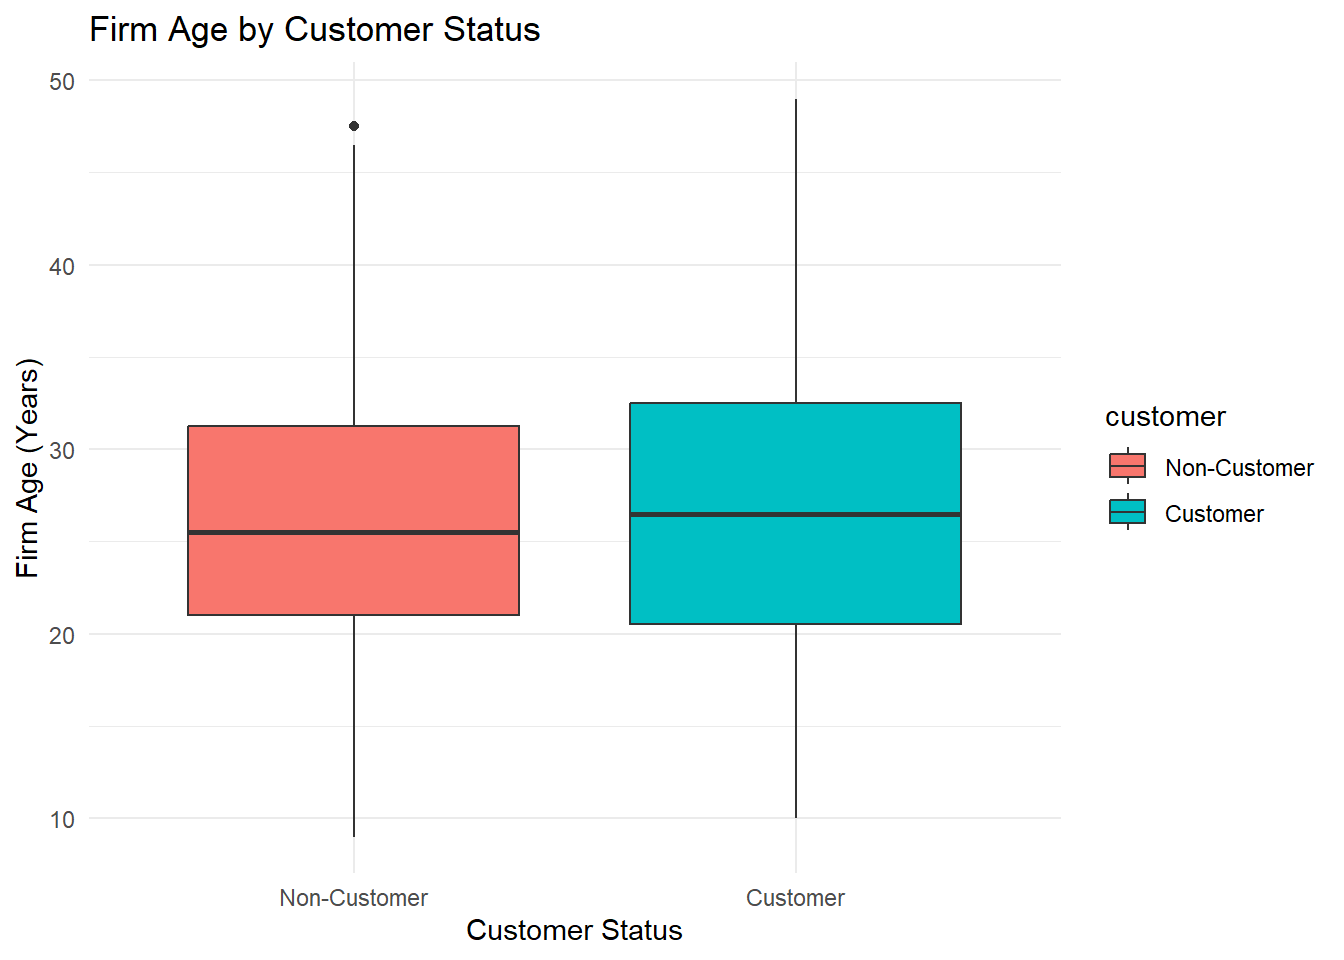 Firm Age by Customer Status
Firm Age (Years)
50
40
30
20
10
Non-Customer
Customer
Customer Status
customer
Non-Customer
Customer